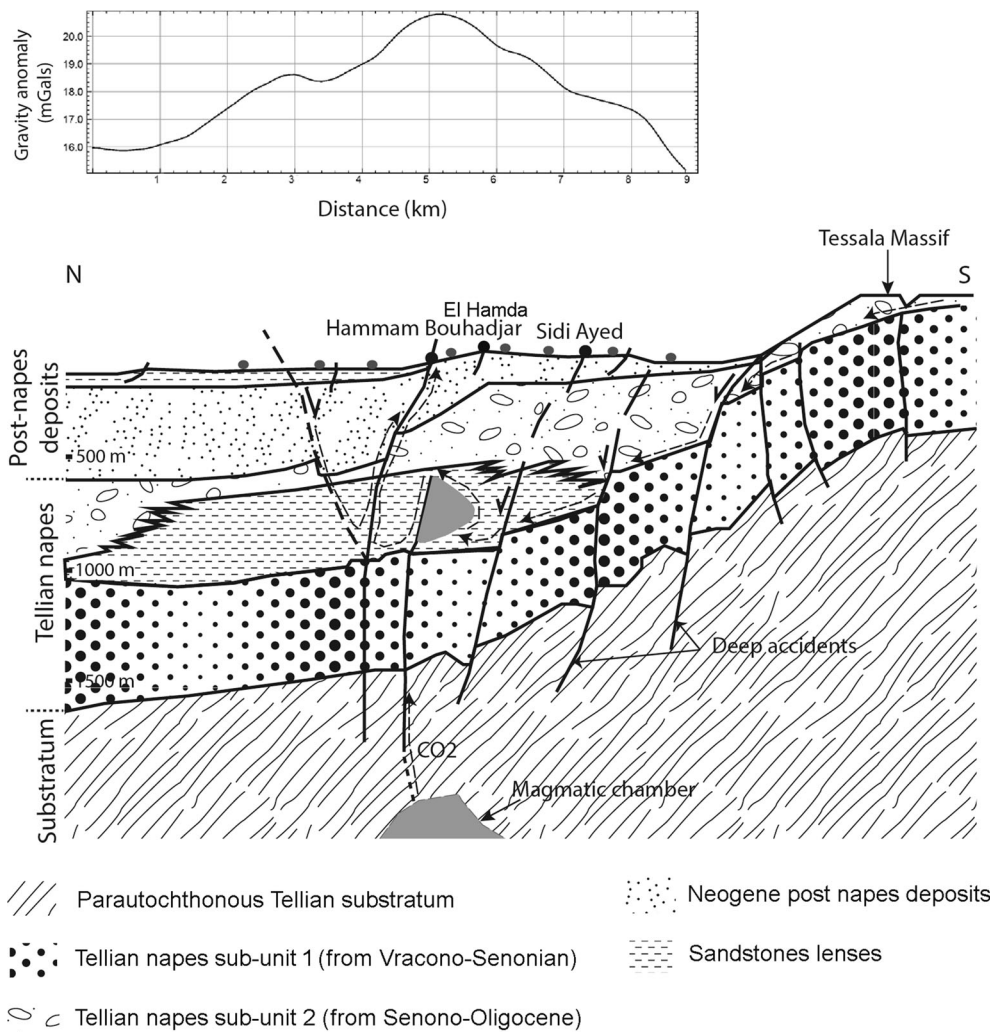 Gravity anomaly
(mGals)
20.0
19.0
18.0
17.0
16.0
1 2 3 4 5 6 7 8 9
Distance (km)
Tessala Massif
N
S
El Hamda
Hammam Bouhadjar
Sidi Ayed
Post-napes
deposits
500 m
Tellian napes
1000 m
Deep accidents
1500 m
Substratum
CO2
Magmatic chamber
Parautochthonous Tellian substratum
Neogene post napes deposits
Tellian napes sub-unit 1 (from Vracono-Senonian)
Sandstones lenses
Tellian napes sub-unit 2 (from Senono-Oligocene)